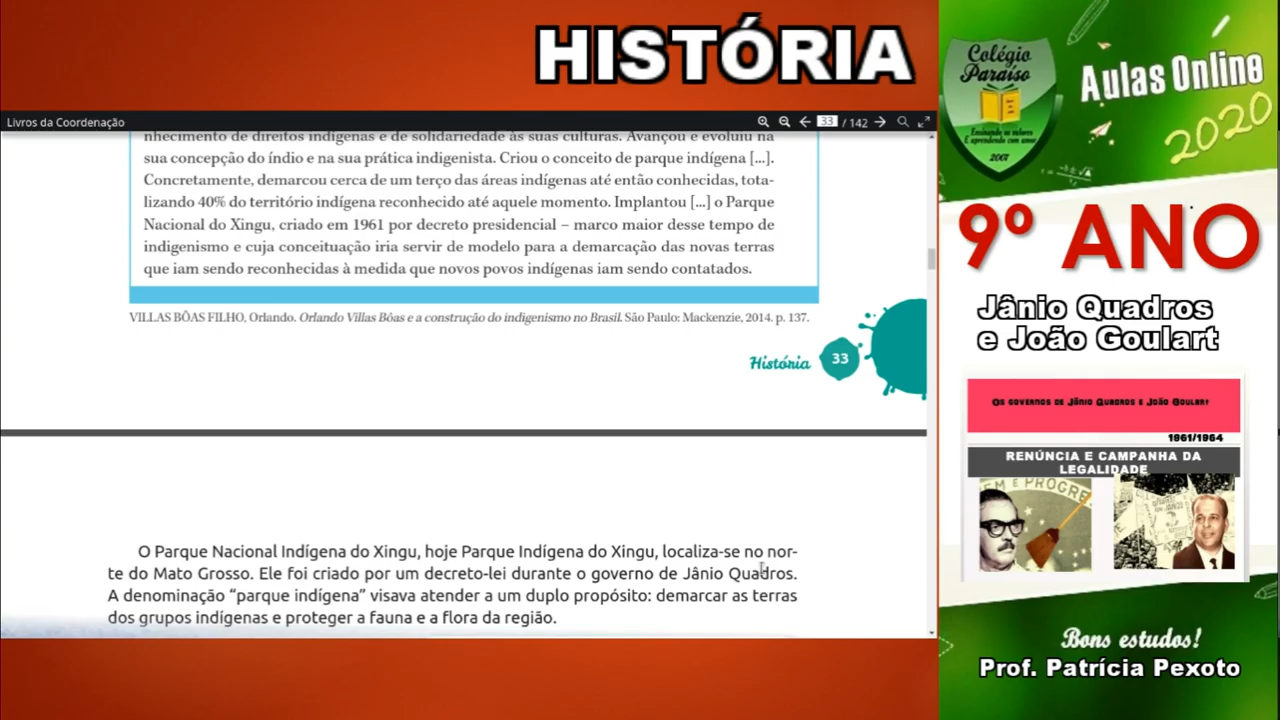 HISTÓRIA
Livros da Coordenação
33 / 142
nhecimento de direitos indígenas e de solidariedade às suas culturas. Avançou e evoluiu na
sua concepção do índio e na sua prática indigenista. Criou o conceito de parque indígena [...].
Concretamente, demarcou cerca de um terço das áreas indígenas até então conhecidas, tota-
lizando 40% do território indígena reconhecido até aquele momento. Implantou [...] o Parque
Nacional do Xingu, criado em 1961 por decreto presidencial – marco maior desse tempo de
indigenismo e cuja conceituação iria servir de modelo para a demarcação das novas terras
que iam sendo reconhecidas à medida que novos povos indígenas iam sendo contatados.
VILLAS BÔAS FILHO, Orlando. Orlando Villas Bôas e a construção do indigenismo no Brasil. São Paulo: Mackenzie, 2014. p. 137.
História 33
O Parque Nacional Indígena do Xingu, hoje Parque Indígena do Xingu, localiza-se no nor-
te do Mato Grosso. Ele foi criado por um decreto-lei durante o governo de Jânio Quadros.
A denominação “parque indígena” visava atender a um duplo propósito: demarcar as terras
dos grupos indígenas e proteger a fauna e a flora da região.
Colégio
Paraíso
Ensinando os valores
E aprendendo com amor
2007
Aulas Online
2020
9º ANO
Jânio Quadros
e João Goulart
Os governos de Jânio Quadros e João Goulart
1961/1964
RENÚNCIA E CAMPANHA DA
LEGALIDADE
EM E PROGRE
Bons estudos!
Prof. Patrícia Pexoto